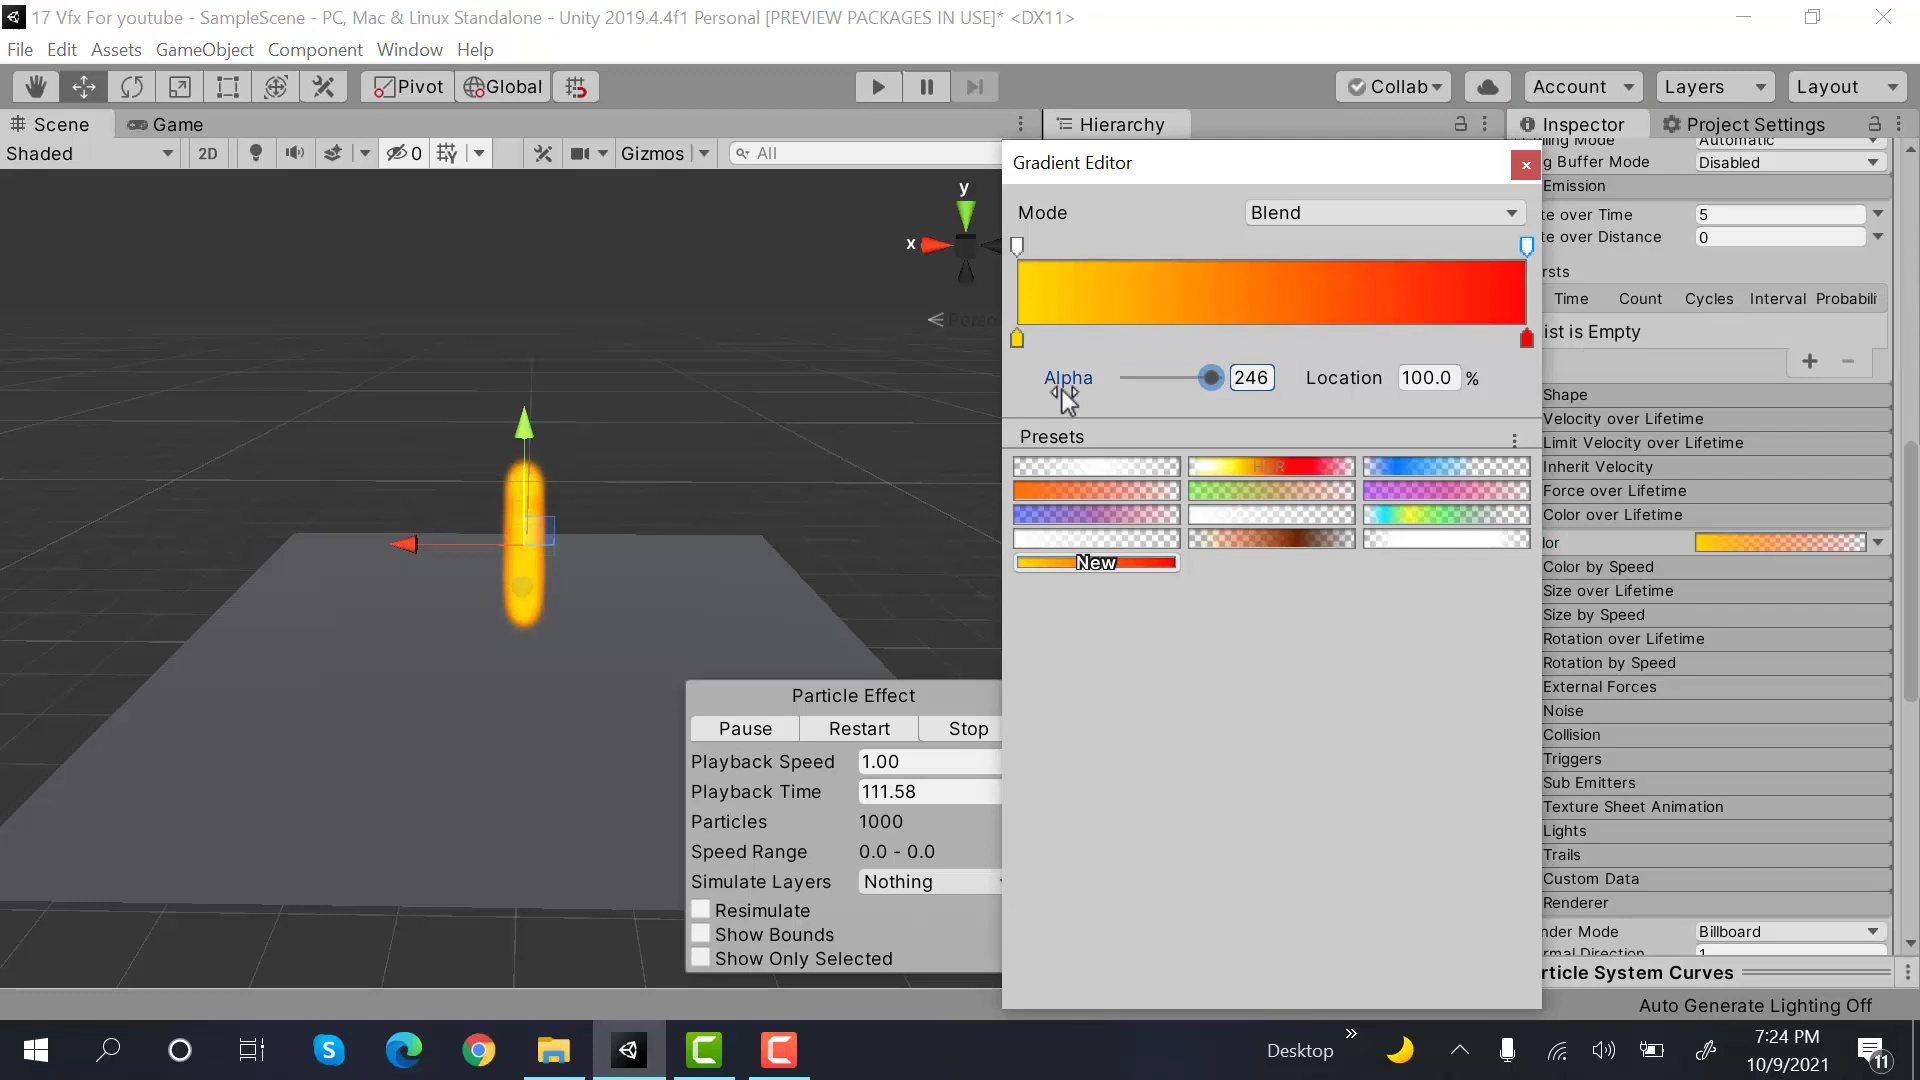 17 Vfx For youtube - SampleScene - PC, Mac & Linux Standalone - Unity 2019.4.4f1 Personal [PREVIEW PACKAGES IN USE]* <DX11>
File Edit Assets GameObject Component Window Help
Pivot Global Collab Account Layers Layout
Scene Game Hierarchy Inspector Project Settings
Shaded 2D 0 Gizmos All
Automatic
g Buffer Mode Disabled
Gradient Editor
Emission
Mode Blend
te over Time 5
te over Distance 0
y
x
rsts
Time Count Cycles Interval Probabili
ist is Empty
Alpha 246 Location 100.0 %
Shape
Velocity over Lifetime
Presets
Limit Velocity over Lifetime
HDR
Inherit Velocity
Force over Lifetime
Color over Lifetime
lor
New
Color by Speed
Size over Lifetime
Size by Speed
Rotation over Lifetime
Rotation by Speed
External Forces
Noise
Collision
Triggers
Sub Emitters
Texture Sheet Animation
Lights
Trails
Custom Data
Renderer
nder Mode Billboard
rmal Direction 1
rticle System Curves
Particle Effect
Pause Restart Stop
Playback Speed 1.00
Playback Time 111.58
Particles 1000
Speed Range 0.0 - 0.0
Simulate Layers Nothing
Resimulate
Show Bounds
Show Only Selected
Auto Generate Lighting Off
Desktop
7:24 PM
10/9/2021
11